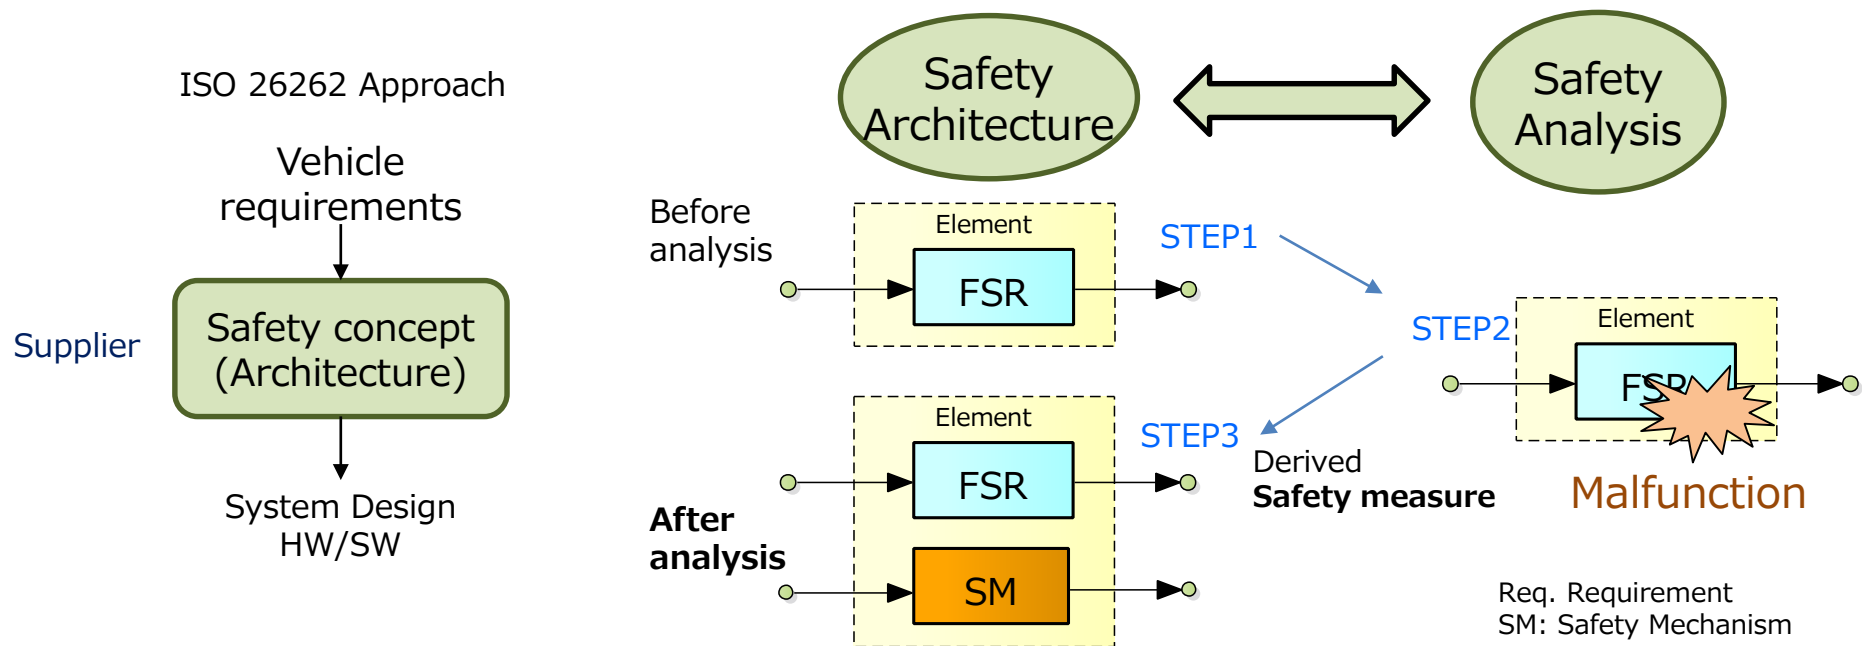 ISO 26262 Approach
Vehicle
requirements
Supplier
Safety concept
(Architecture)
System Design
HW/SW
Safety
Architecture
Safety
Analysis
Before
analysis
Element
FSR
STEP1
STEP2
Element
FSR
Malfunction
STEP3
Derived
Safety measure
After
analysis
Element
FSR
SM
Req. Requirement
SM: Safety Mechanism